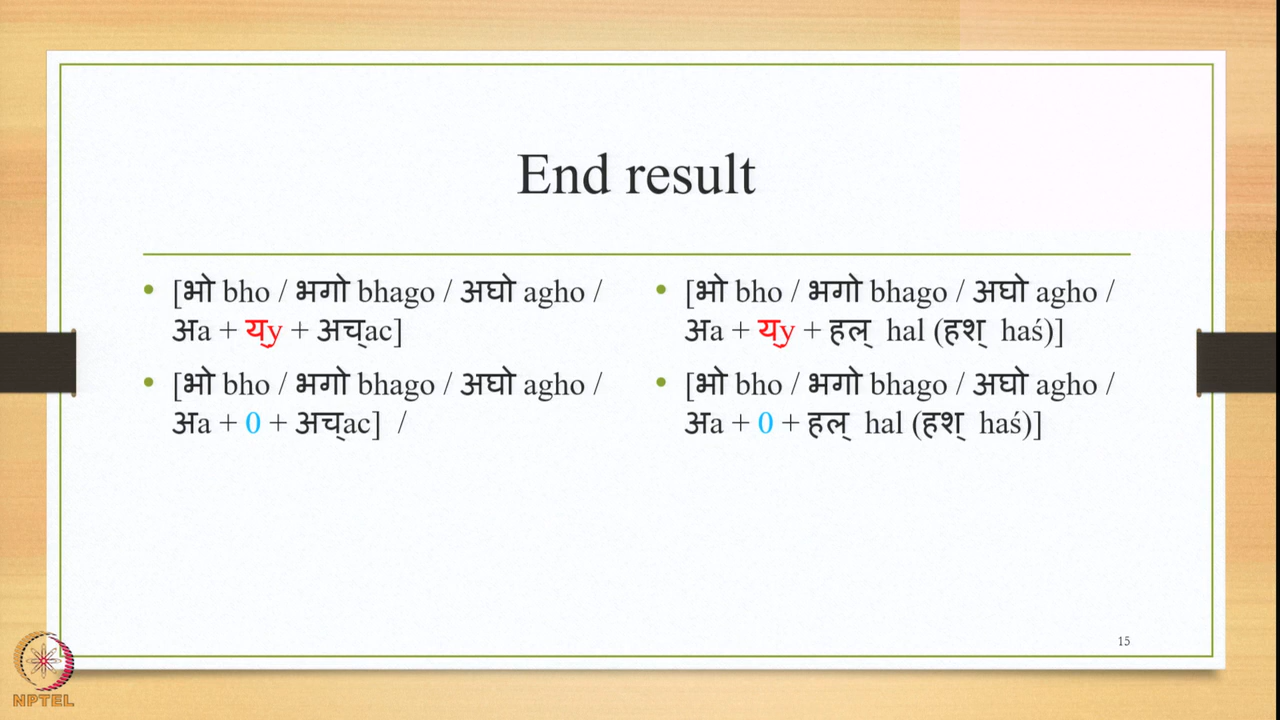 End result
• [भो bho / भगो bhago / अघो agho /
अa + य्y + अच्ac]
• [भो bho / भगो bhago / अघो agho /
अa + 0 + अच्ac] /
• [भो bho / भगो bhago / अघो agho /
अa + य्y + हल् hal (हश् haś)]
• [भो bho / भगो bhago / अघो agho /
अa + 0 + हल् hal (हश् haś)]
15
NPTEL